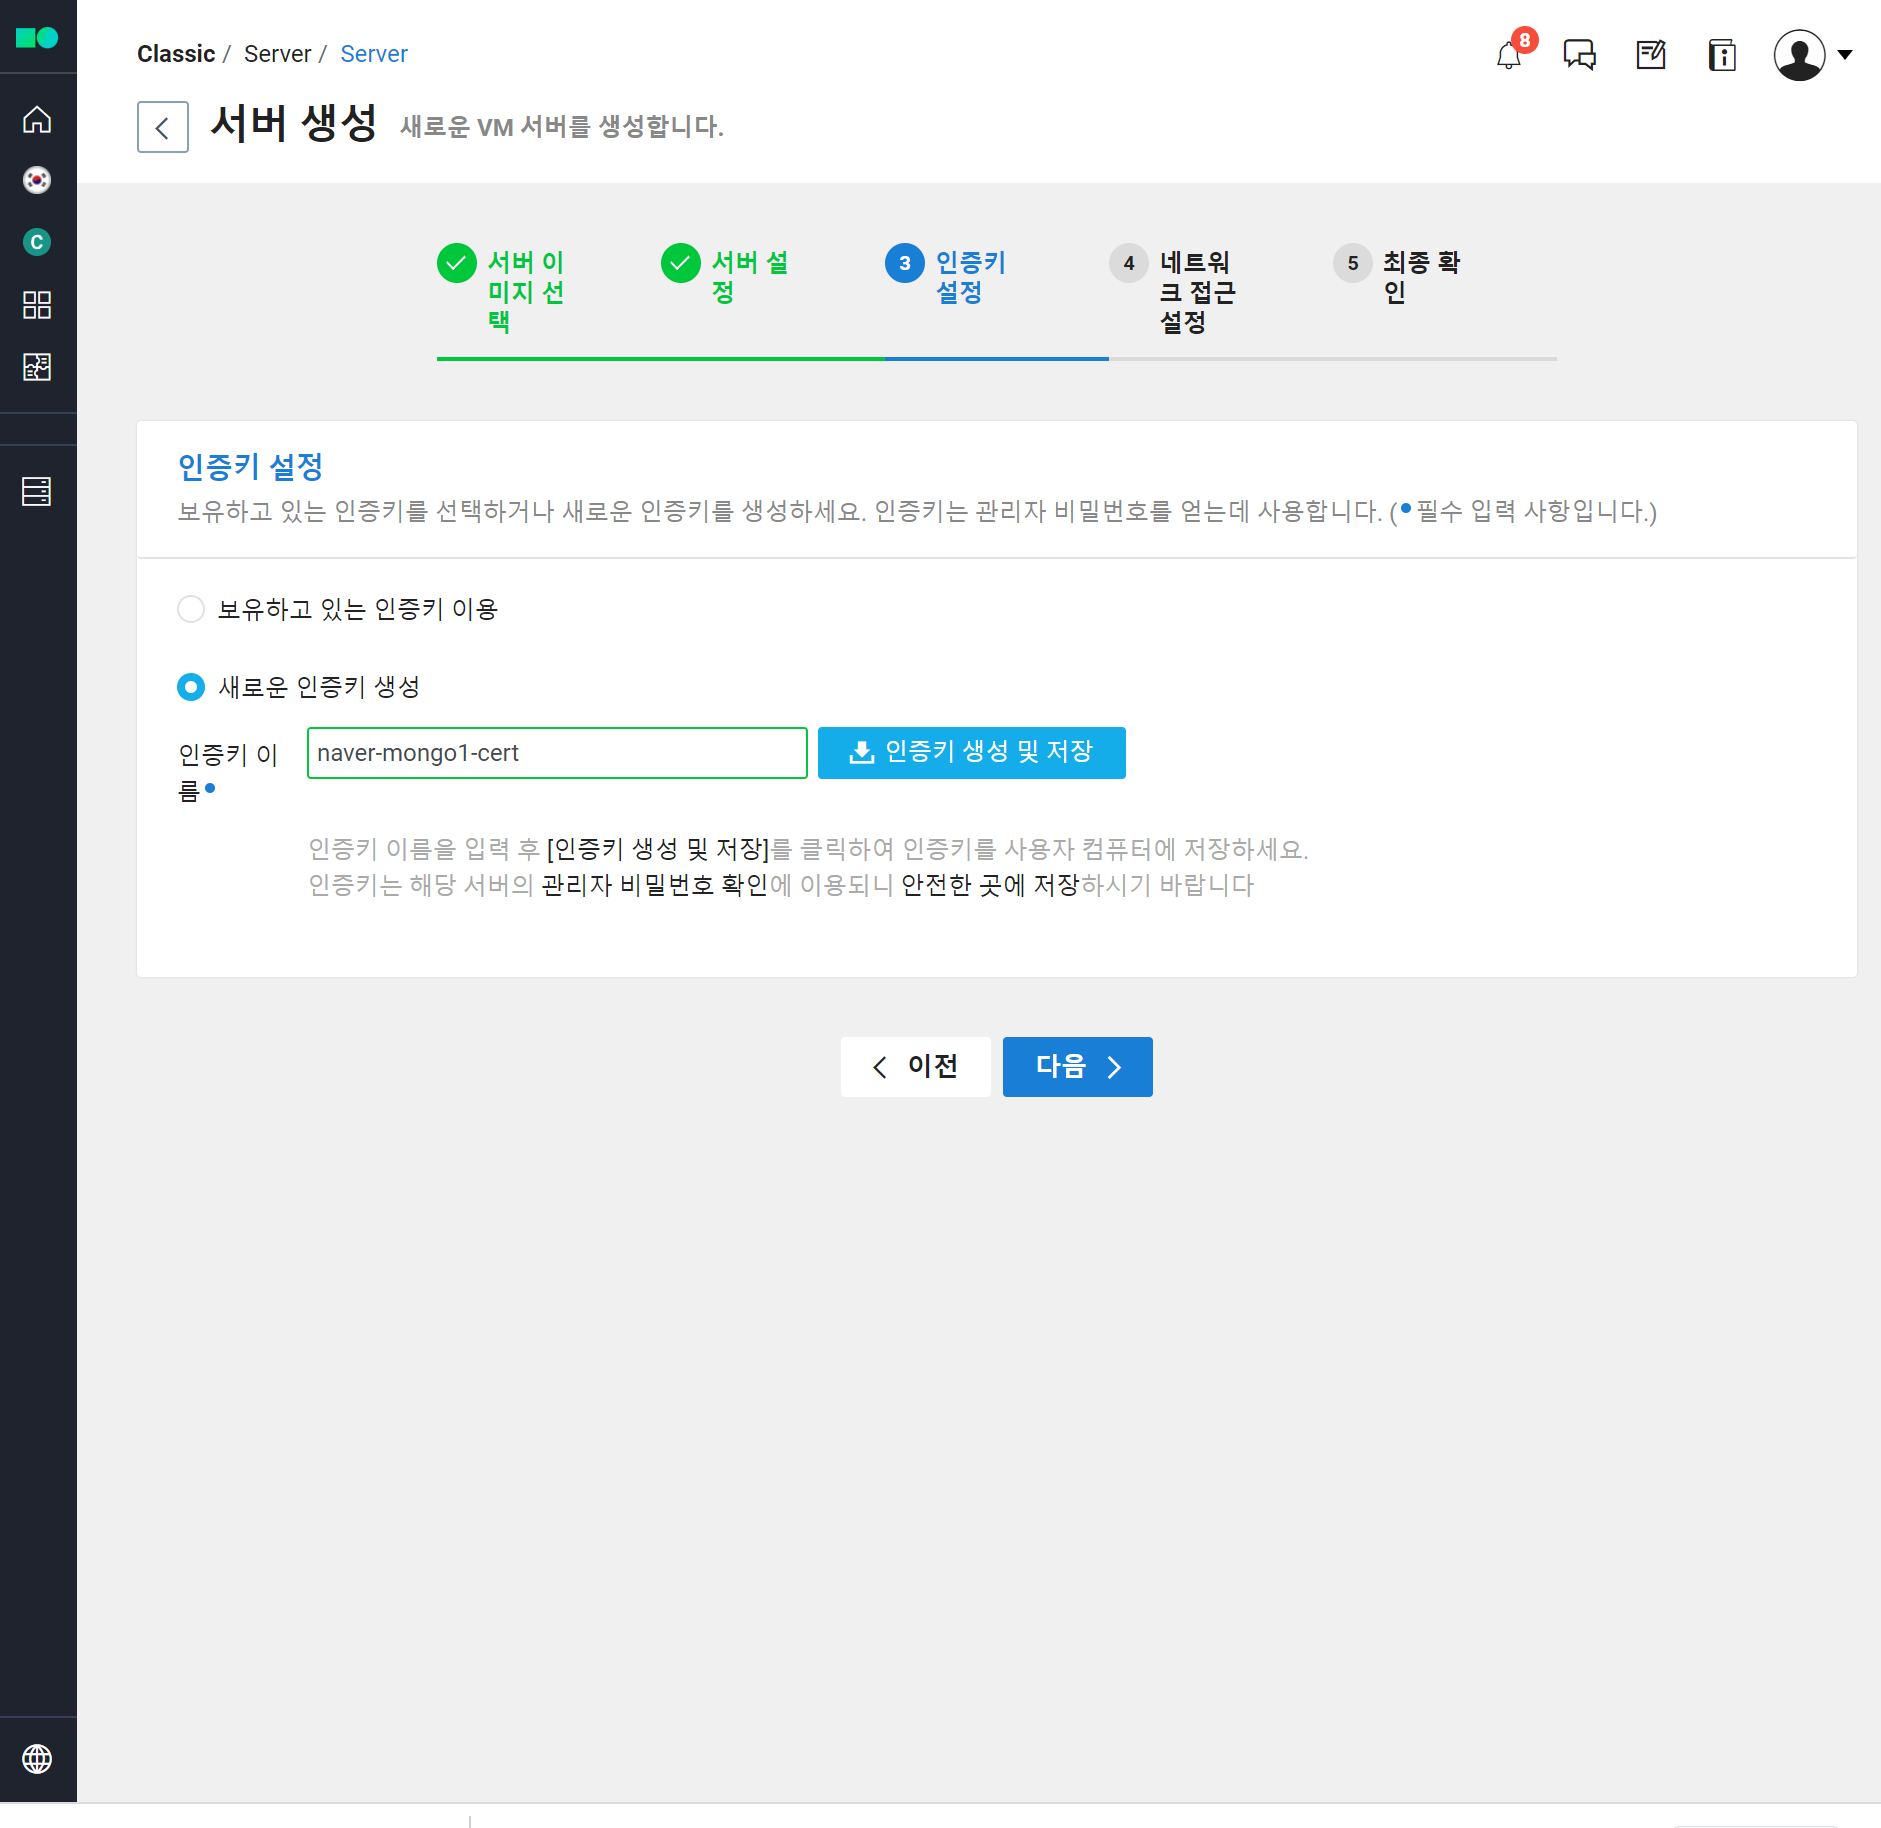 Classic / Server / Server
8
서버 생성 새로운 VM 서버를 생성합니다.
C
서버 이
미지 선
택
서버 설
정
3 인증키
설정
4 네트워
크 접근
설정
5 최종 확
인
인증키 설정
보유하고 있는 인증키를 선택하거나 새로운 인증키를 생성하세요. 인증키는 관리자 비밀번호를 얻는데 사용합니다. (•필수 입력 사항입니다.)
보유하고 있는 인증키 이용
새로운 인증키 생성
인증키 이
름•
naver-mongo1-cert
인증키 생성 및 저장
인증키 이름을 입력 후 [인증키 생성 및 저장]를 클릭하여 인증키를 사용자 컴퓨터에 저장하세요.
인증키는 해당 서버의 관리자 비밀번호 확인에 이용되니 안전한 곳에 저장하시기 바랍니다
이전
다음